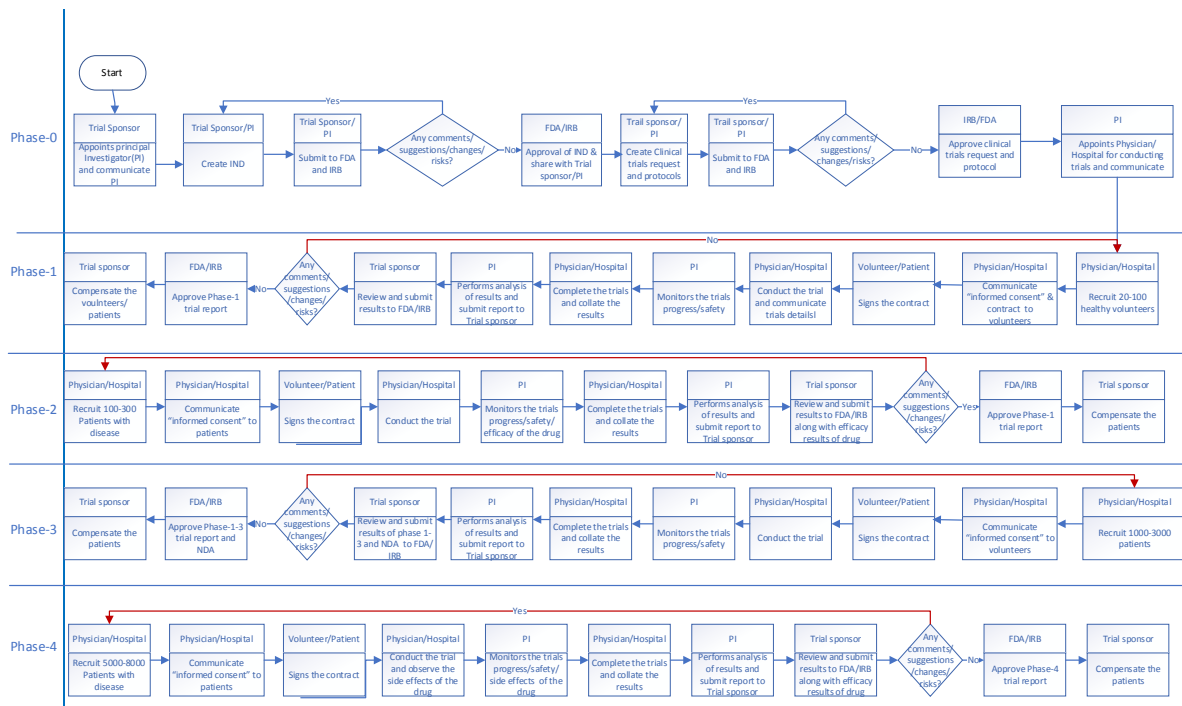 Start
Phase-0
Trial Sponsor
Appoints principal
Investigator(PI)
and communicate
PI
Trial Sponsor/PI
Create IND
Trial Sponsor/
PI
Submit to FDA
and IRB
Yes
Any comments/
suggestions/changes/
risks?
No
FDA/IRB
Approval of IND &
share with Trial
sponsor/PI
Trail sponsor/
PI
Create Clinical
trials request
and protocols
Trail sponsor/
PI
Submit to FDA
and IRB
Yes
Any comments/
suggestions/
changes/risks?
No
IRB/FDA
Approve clinical
trials request and
protocol
PI
Appoints Physician/
Hospital for conducting
trials and communicate
Phase-1
No
Trial sponsor
Compensate the
vounteers/
patients
FDA/IRB
Approve Phase-1
trial report
No
Any
comments/
suggestions
/changes/
risks?
Trial sponsor
Review and submit
results to FDA/IRB
PI
Performs analysis
of results and
submit report to
Trial sponsor
Physician/Hospital
Complete the trials
and collate the
results
PI
Monitors the trials
progress/safety
Physician/Hospital
Conduct the trial
and communicate
trials detailsl
Volunteer/Patient
Signs the contract
Physician/Hospital
Communicate
"informed consent" &
contract to
volunteers
Physician/Hospital
Recruit 20-100
healthy volunteers
Phase-2
Physician/Hospital
Recruit 100-300
Patients with
disease
Physician/Hospital
Communicate
"informed consent" to
patients
Volunteer/Patient
Signs the contract
Physician/Hospital
Conduct the trial
PI
Monitors the trials
progress/safety/
efficacy of the drug
Physician/Hospital
Complete the trials
and collate the
results
PI
Performs analysis
of results and
submit report to
Trial sponsor
Trial sponsor
Review and submit
results to FDA/IRB
along with efficacy
results of drug
Any
comments/
suggestions
/changes/
risks?
Yes
FDA/IRB
Approve Phase-1
trial report
Trial sponsor
Compensate the
patients
Phase-3
No
Trial sponsor
Compensate the
patients
FDA/IRB
Approve Phase-1-3
trial report and
NDA
No
Any
comments/
suggestions
/changes/
risks?
Trial sponsor
Review and submit
results of phase 1-
3 and NDA to FDA/
IRB
PI
Performs analysis
of results and
submit report to
Trial sponsor
Physician/Hospital
Complete the trials
and collate the
results
PI
Monitors the trials
progress/safety
Physician/Hospital
Conduct the trial
Volunteer/Patient
Signs the contract
Physician/Hospital
Communicate
"informed consent" to
volunteers
Physician/Hospital
Recruit 1000-3000
patients
Phase-4
Yes
Physician/Hospital
Recruit 5000-8000
Patients with
disease
Physician/Hospital
Communicate
"informed consent" to
patients
Volunteer/Patient
Signs the contract
Physician/Hospital
Conduct the trial
and observe the
side effects of the
drug
PI
Monitors the trials
progress/safety/
side effects of the
drug
Physician/Hospital
Complete the trials
and collate the
results
PI
Performs analysis
of results and
submit report to
Trial sponsor
Trial sponsor
Review and submit
results to FDA/IRB
along with efficacy
results of drug
Any
comments/
suggestions
/changes/
risks?
No
FDA/IRB
Approve Phase-4
trial report
Trial sponsor
Compensate the
patients